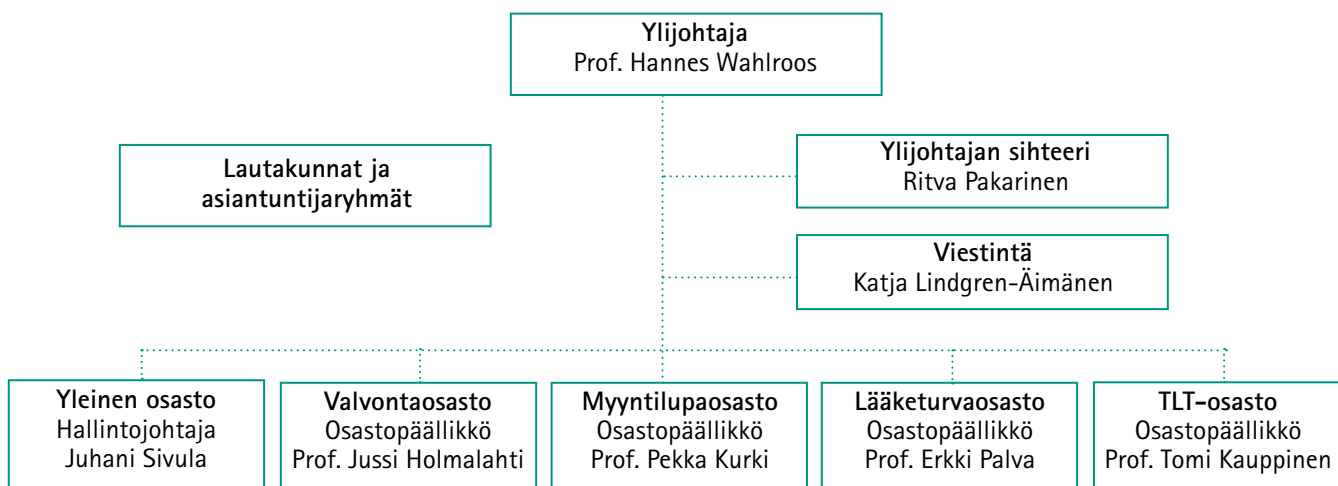 Ylijohtaja
Prof. Hannes Wahlroos
Lautakunnat ja
asiantuntijaryhmät
Ylijohtajan sihteeri
Ritva Pakarinen
Viestintä
Katja Lindgren-Äimänen
Yleinen osasto
Hallintojohtaja
Juhani Sivula
Valvontaosasto
Osastopäällikkö
Prof. Jussi Holmalahti
Myyntilupaosasto
Osastopäällikkö
Prof. Pekka Kurki
Lääketurvaosasto
Osastopäällikkö
Prof. Erkki Palva
TLT-osasto
Osastopäällikkö
Prof. Tomi Kauppinen